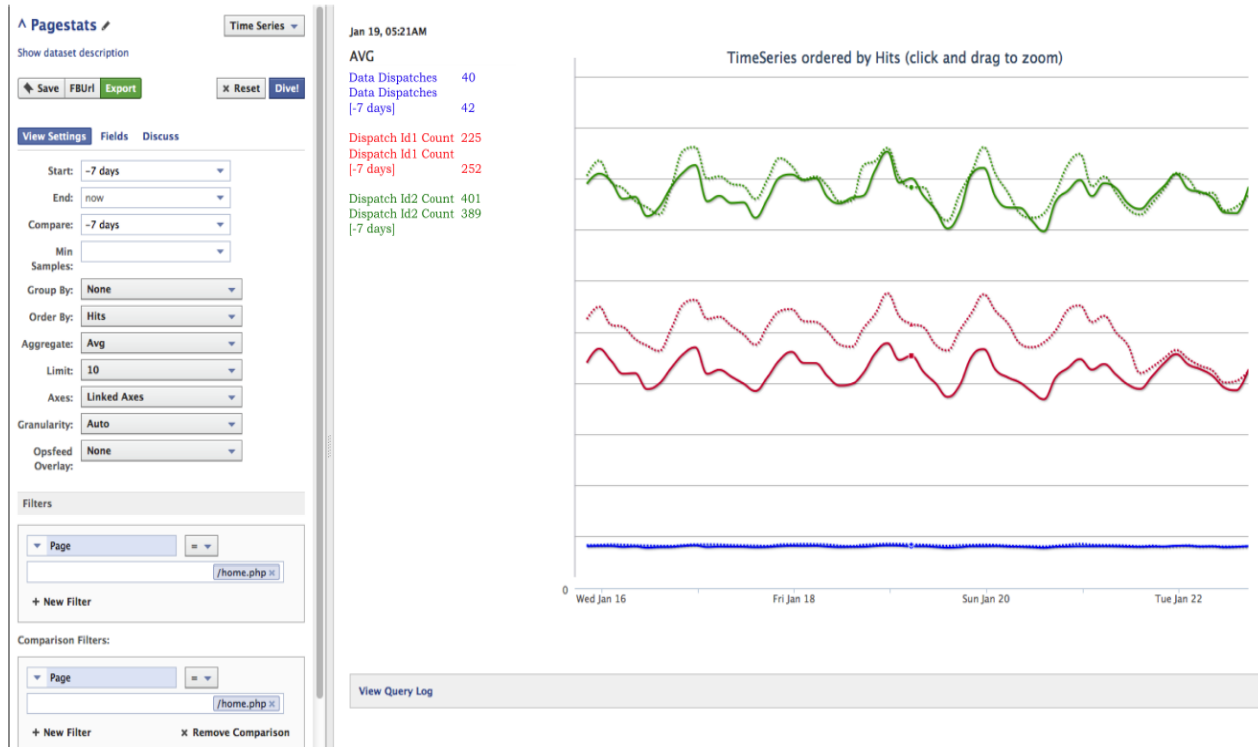 ^ Pagestats
Time Series
Show dataset description
Save FBUrl Export
x Reset Dive!
View Settings Fields Discuss
Start: -7 days
End: now
Compare: -7 days
Min
Samples:
Group By: None
Order By: Hits
Aggregate: Avg
Limit: 10
Axes: Linked Axes
Granularity: Auto
Opsfeed None
Overlay:
Filters
Page =
/home.php x
+ New Filter
Comparison Filters:
Page =
/home.php x
+ New Filter x Remove Comparison
Jan 19, 05:21AM
AVG
Data Dispatches 40
Data Dispatches
[-7 days] 42
Dispatch Id1 Count 225
Dispatch Id1 Count
[-7 days] 252
Dispatch Id2 Count 401
Dispatch Id2 Count 389
[-7 days]
TimeSeries ordered by Hits (click and drag to zoom)
0
Wed Jan 16 Fri Jan 18 Sun Jan 20 Tue Jan 22
View Query Log